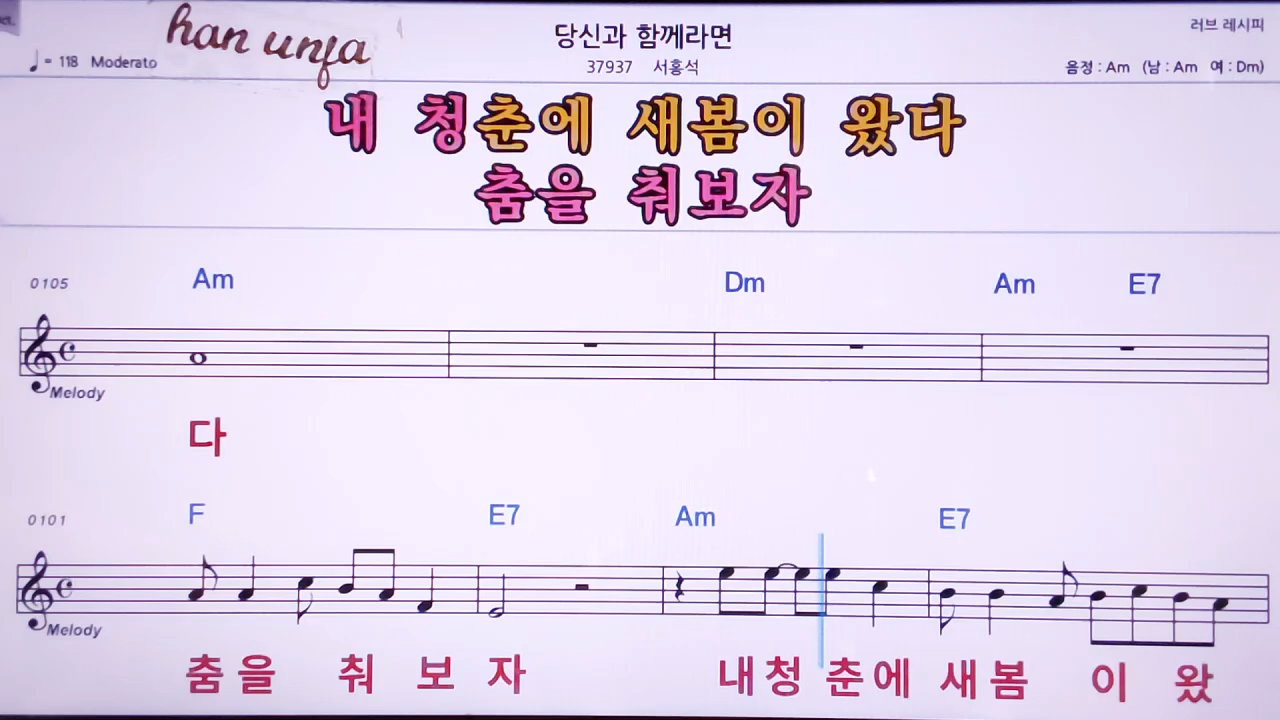 han unja
당신과 함께라면
러브 레시피
♩= 118 Moderato
37937 서홍석
음정 : Am (남 : Am 여 : Dm)
내 청춘에 새봄이 왔다
춤을 춰보자
0105 Am Dm Am E7
Melody
다
0101 F E7 Am E7
Melody
춤을 춰 보 자 내청 춘에 새봄 이 왔